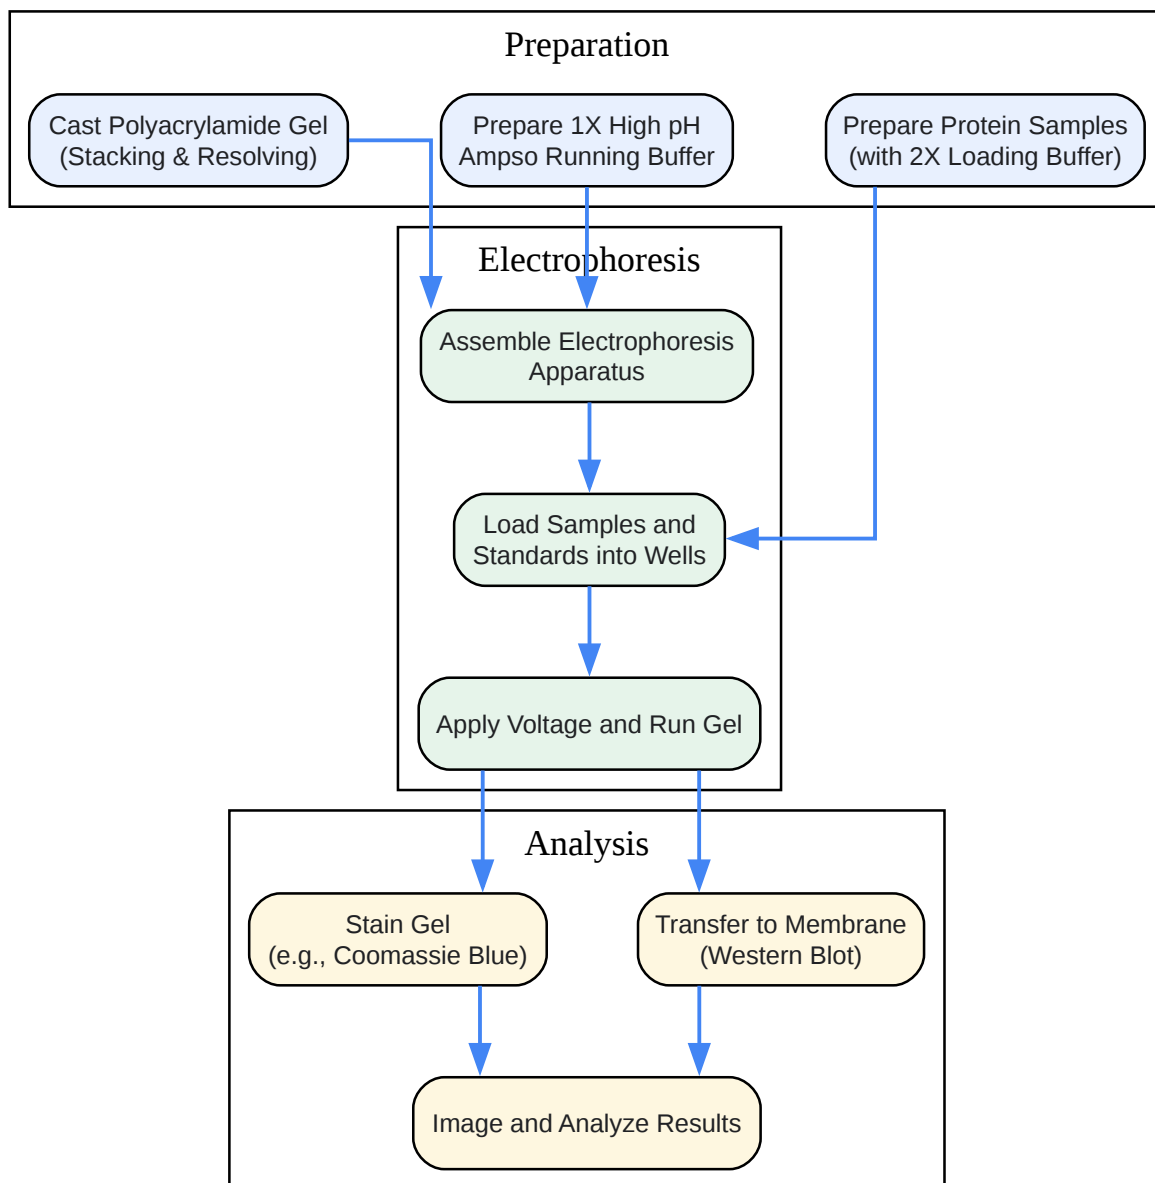 Preparation
Cast Polyacrylamide Gel
(Stacking & Resolving)
Prepare 1X High pH
Ampso Running Buffer
Prepare Protein Samples
(with 2X Loading Buffer)
Electrophoresis
Assemble Electrophoresis
Apparatus
Load Samples and
Standards into Wells
Apply Voltage and Run Gel
Analysis
Stain Gel
(e.g., Coomassie Blue)
Transfer to Membrane
(Western Blot)
Image and Analyze Results